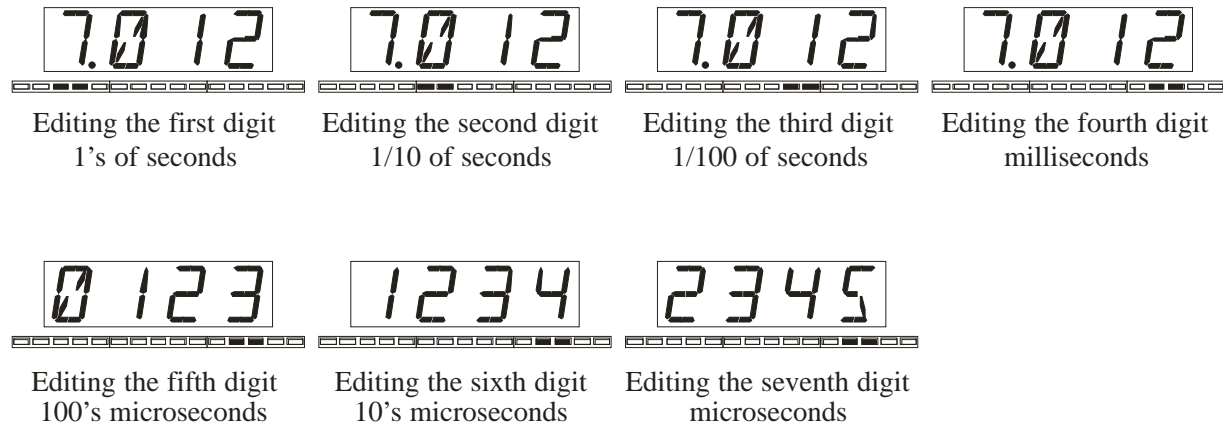 7.012 7.012 7.012 7.012
Editing the first digit
1's of seconds
Editing the second digit
1/10 of seconds
Editing the third digit
1/100 of seconds
Editing the fourth digit
milliseconds
0123 1234 2345
Editing the fifth digit
100's microseconds
Editing the sixth digit
10's microseconds
Editing the seventh digit
microseconds